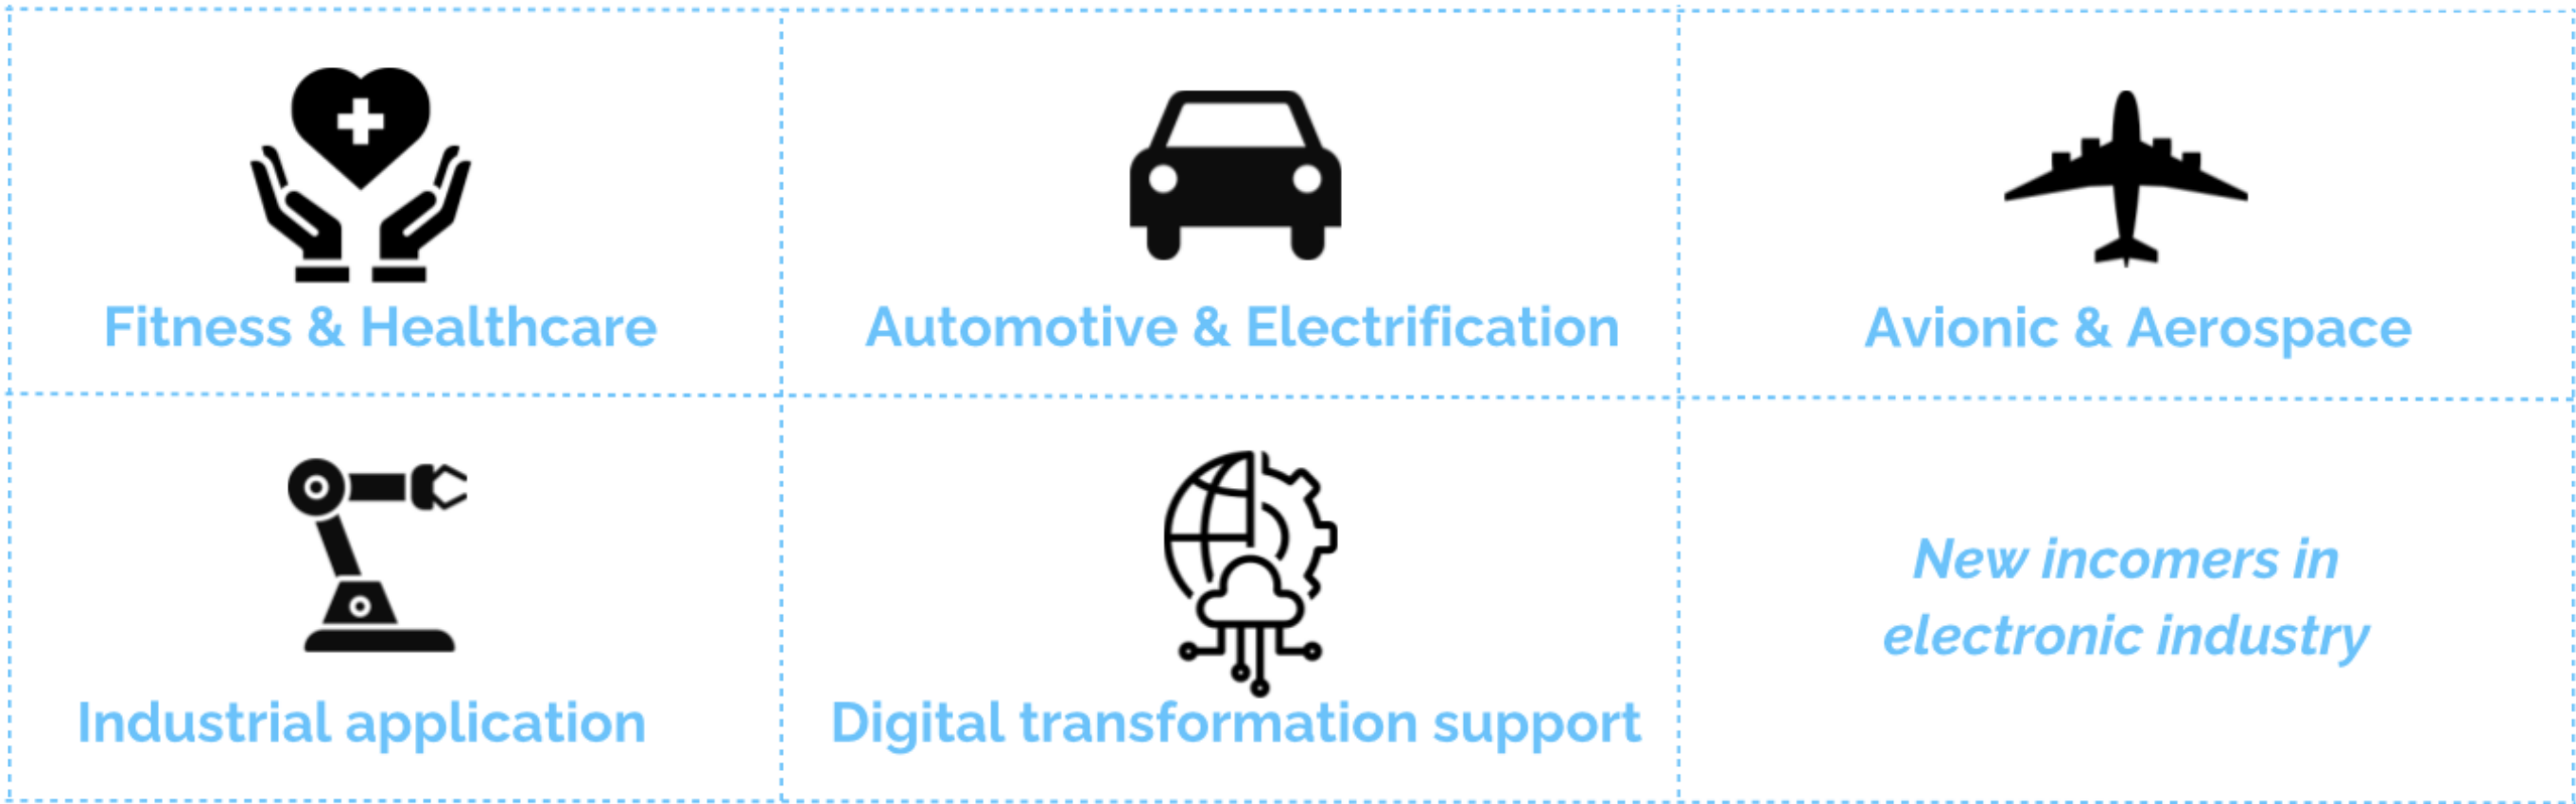 Fitness & Healthcare
Automotive & Electrification
Avionic & Aerospace
Industrial application
Digital transformation support
New incomers in
electronic industry